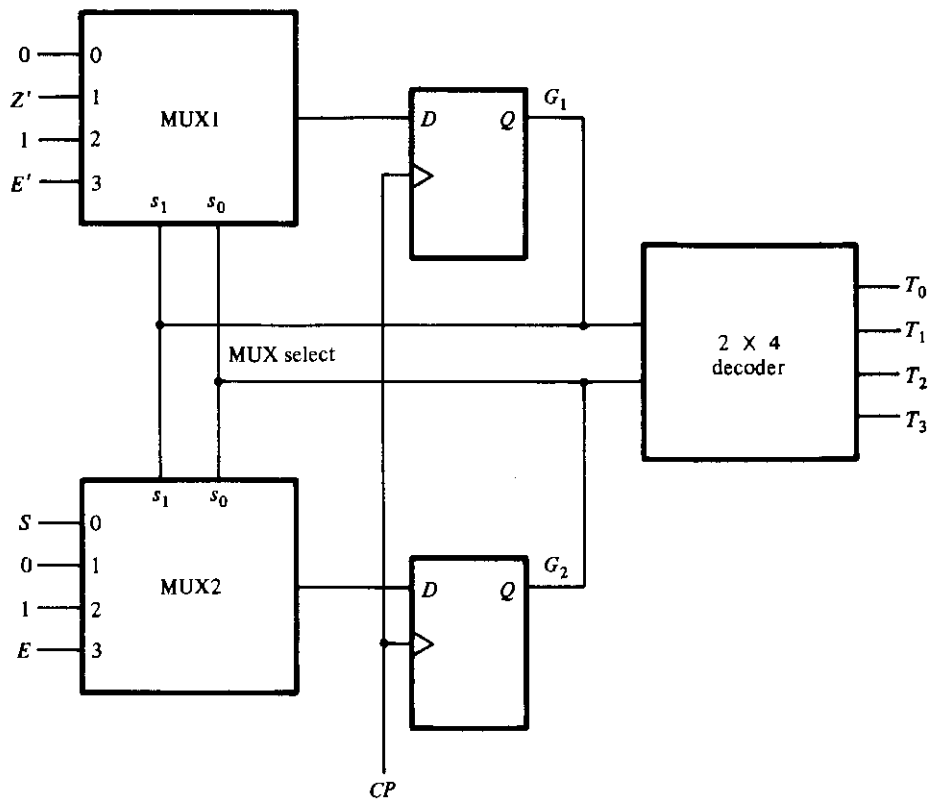 0
0
Z'
1
MUX1
1
2
E'
3
s₁
s₀
D
Q
G₁
MUX select
2 X 4
decoder
T₀
T₁
T₂
T₃
s₁
s₀
S
0
0
1
MUX2
1
2
E
3
D
Q
G₂
CP